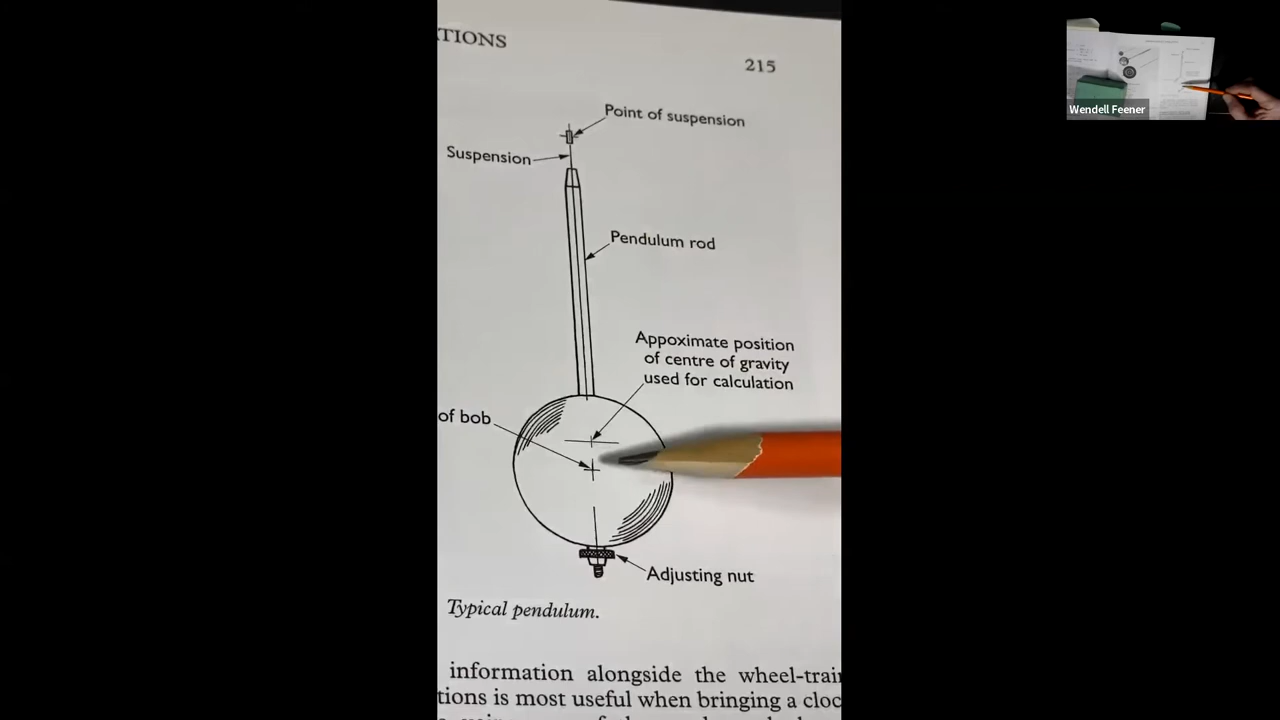 TIONS
215
Point of suspension
Suspension
Pendulum rod
Appoximate position
of centre of gravity
used for calculation
of bob
Adjusting nut
Typical pendulum.
information alongside the wheel-train
tions is most useful when bringing a cloc
Wendell Feener